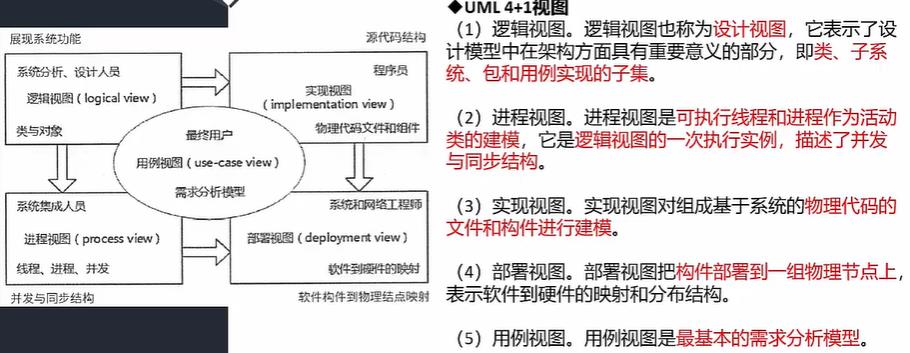 展现系统功能
源代码结构
系统分析、设计人员
逻辑视图（logical view）
类与对象
程序员
实现视图
（implementation view）
物理代码文件和组件
最终用户
用例视图（use-case view）
需求分析模型
系统集成人员
进程视图（process view）
线程、进程、并发
系统和网络工程师
部署视图（deployment view）
软件到硬件的映射
并发与同步结构
软件构件到物理结点映射
◆UML 4+1视图
（1）逻辑视图。逻辑视图也称为设计视图，它表示了设
计模型中在架构方面具有重要意义的部分，即类、子系
统、包和用例实现的子集。
（2）进程视图。进程视图是可执行线程和进程作为活动
类的建模，它是逻辑视图的一次执行实例，描述了并发
与同步结构。
（3）实现视图。实现视图对组成基于系统的物理代码的
文件和构件进行建模。
（4）部署视图。部署视图把构件部署到一组物理节点上，
表示软件到硬件的映射和分布结构。
（5）用例视图。用例视图是最基本的需求分析模型。